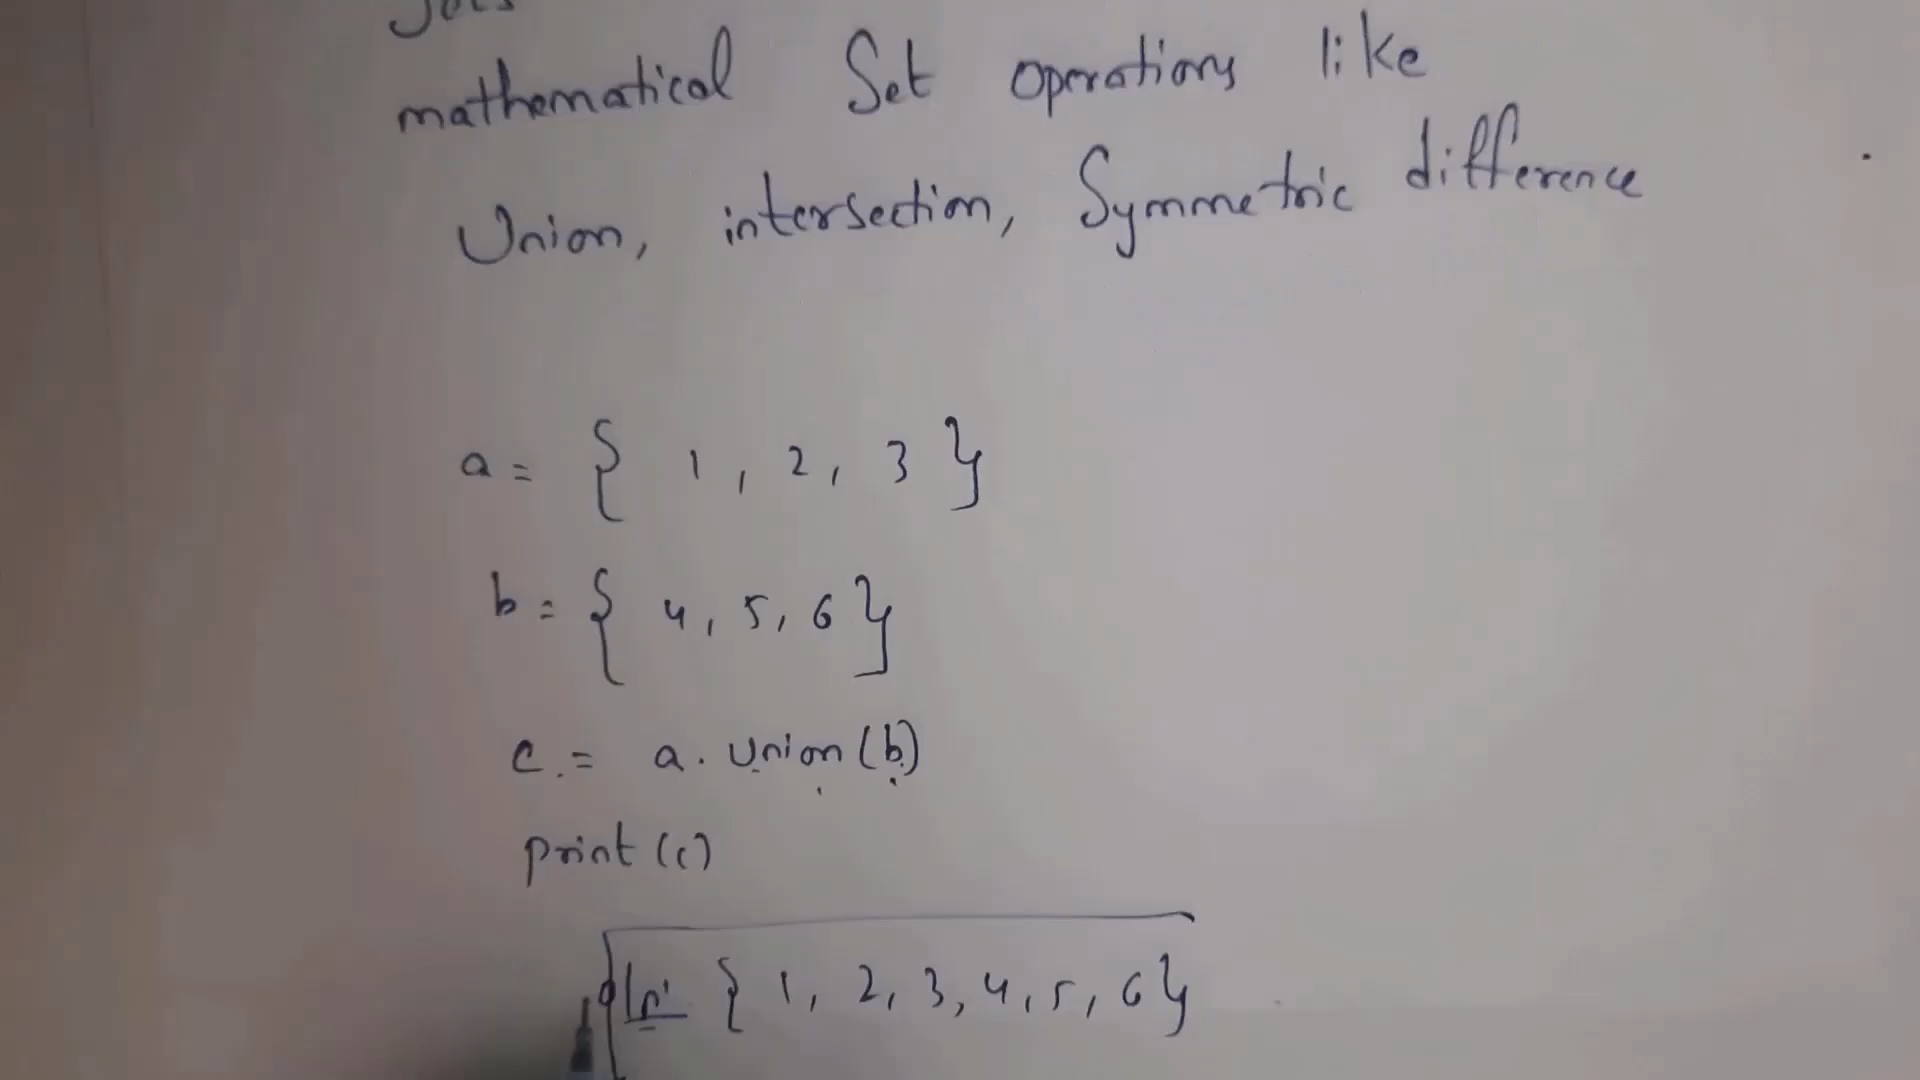 mathematical Set operations like
Union, intersection, Symmetric difference
a = { 1, 2, 3 }
b = { 4, 5, 6 }
c = a. union (b)
print (c)
{ 1, 2, 3, 4, 5, 6 }